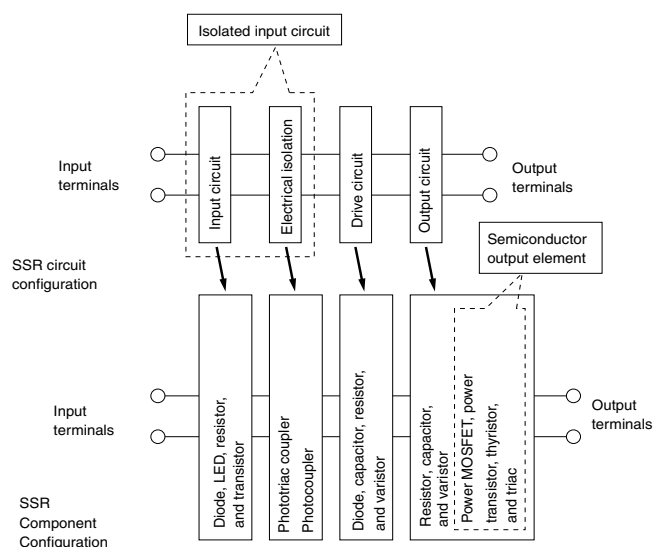 Isolated input circuit
Input
terminals
Input circuit
Electrical isolation
Drive circuit
Output circuit
Output
terminals
Semiconductor
output element
SSR circuit
configuration
Input
terminals
Diode, LED, resistor,
and transistor
Phototriac coupler
Photocoupler
Diode, capacitor, resistor,
and varistor
Resistor, capacitor,
and varistor
Power MOSFET, power
transistor, thyristor,
and triac
Output
terminals
SSR
Component
Configuration